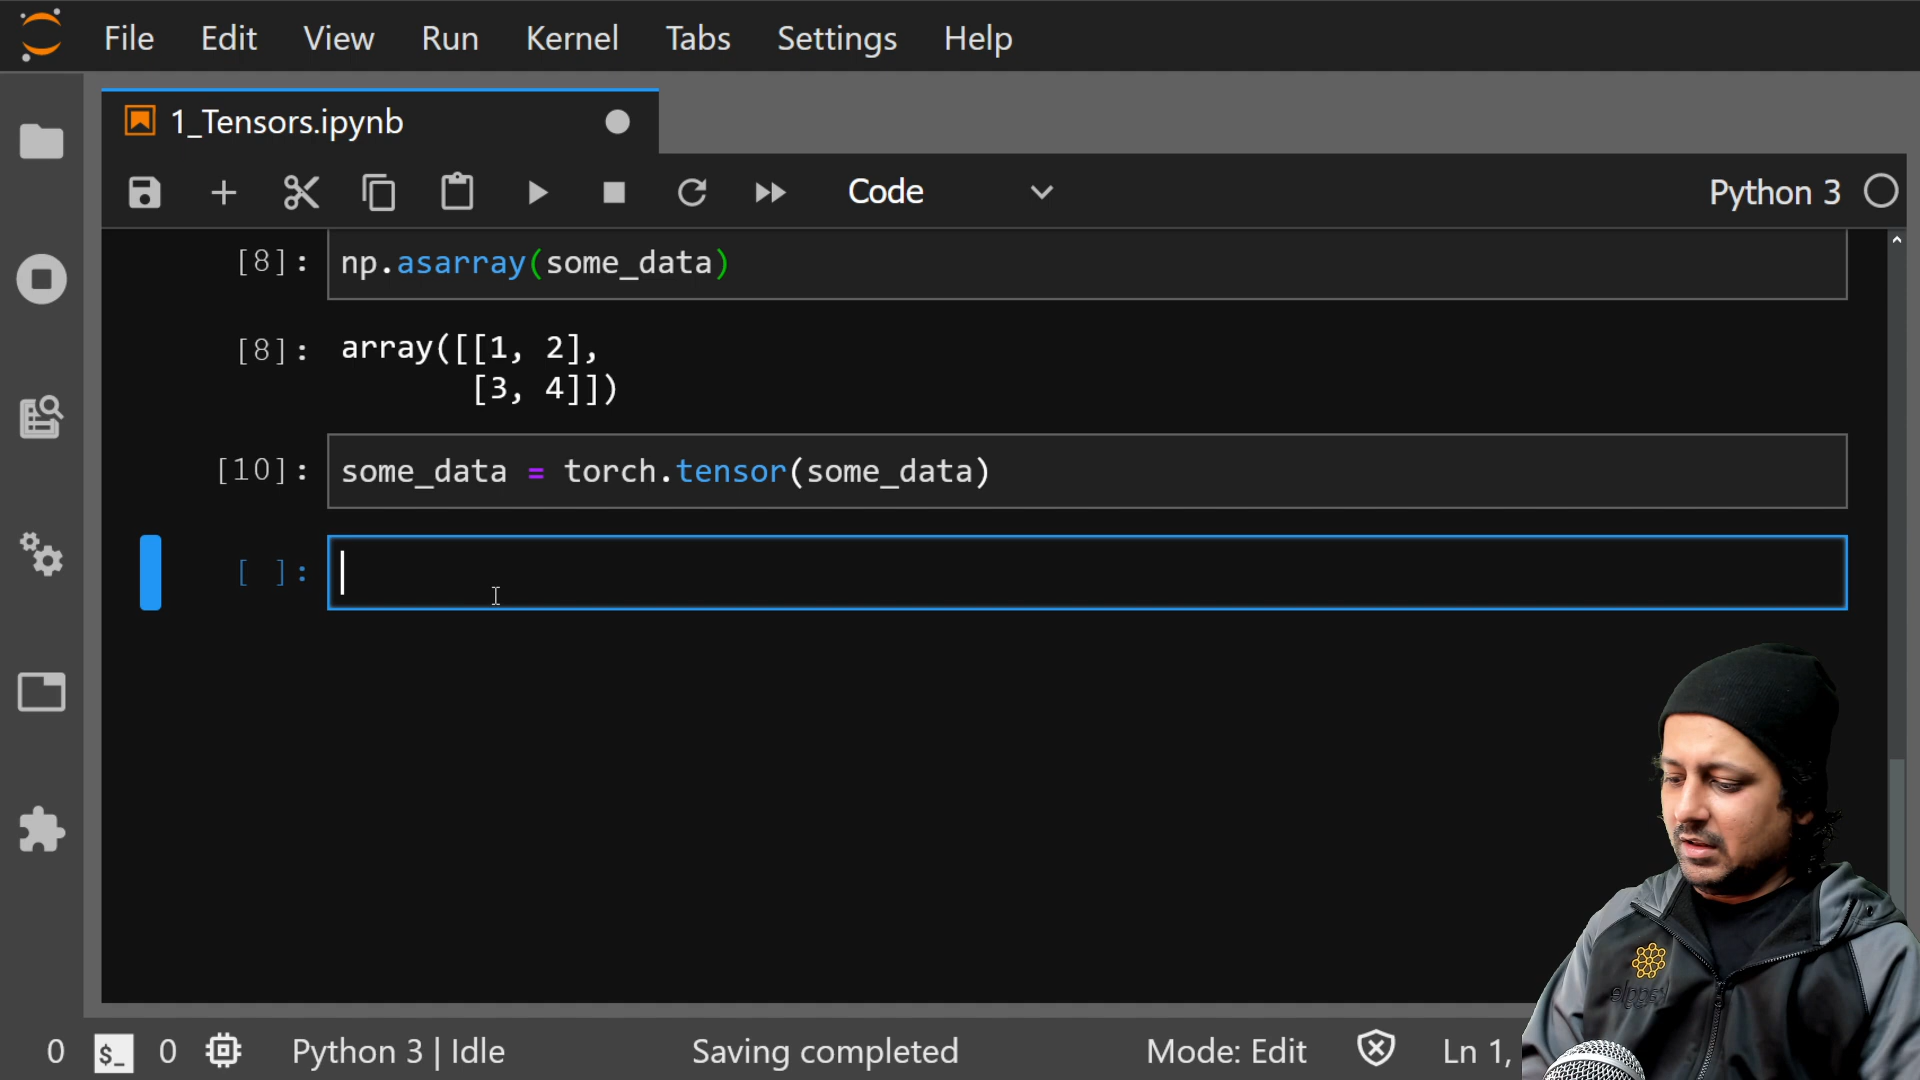 File Edit View Run Kernel Tabs Settings Help
1_Tensors.ipynb
Code
Python 3
[8]: np.asarray(some_data)
[8]: array([[1, 2],
[3, 4]])
[10]: some_data = torch.tensor(some_data)
[ ]:
0 $_ 0 Python 3 | Idle Saving completed Mode: Edit Ln 1,